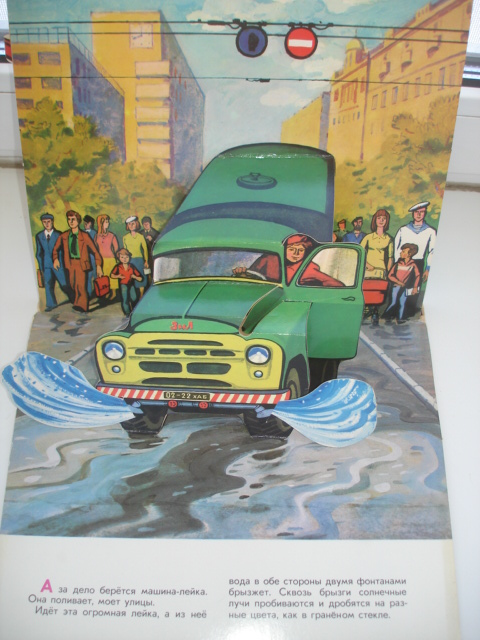 ЗиЛ
02-22 ХАБ
А за дело берётся машина-лейка.
Она поливает, моет улицы.
Идёт эта огромная лейка, а из неё
вода в обе стороны двумя фонтанами
брызжет. Сквозь брызги солнечные
лучи пробиваются и дробятся на раз-
ные цвета, как в гранёном стекле.